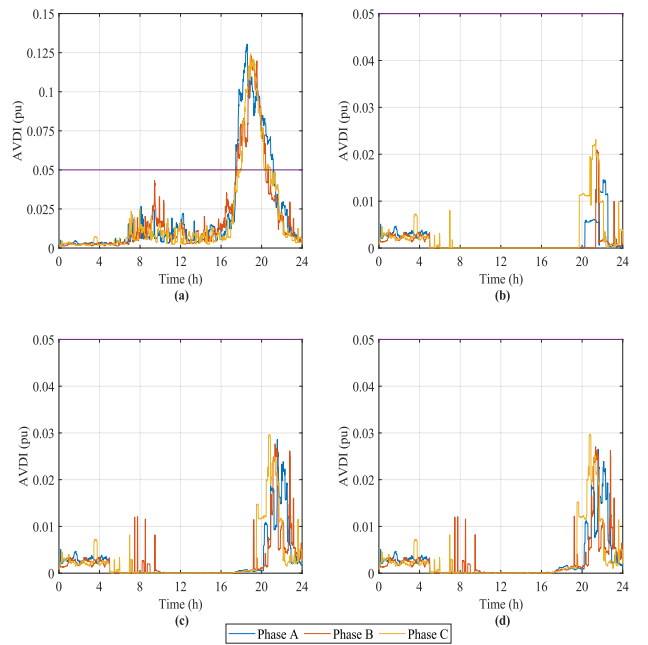 0.15
0.125
0.1
0.075
0.05
0.025
0
AVDI (pu)
0 4 8 12 16 20 24
Time (h)
(a)
0.05
0.04
0.03
0.02
0.01
0
AVDI (pu)
0 4 8 12 16 20 24
Time (h)
(b)
0.05
0.04
0.03
0.02
0.01
0
AVDI (pu)
0 4 8 12 16 20 24
Time (h)
(c)
0.05
0.04
0.03
0.02
0.01
0
AVDI (pu)
0 4 8 12 16 20 24
Time (h)
(d)
Phase A Phase B Phase C